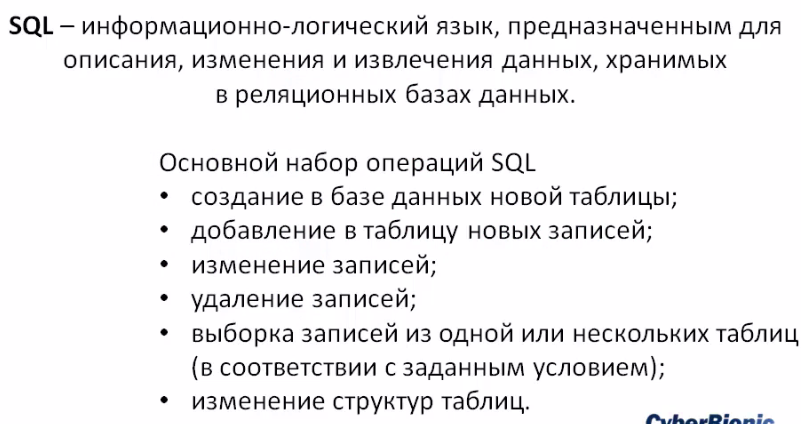 SQL – информационно-логический язык, предназначенным для
описания, изменения и извлечения данных, хранимых
в реляционных базах данных.
Основной набор операций SQL
• создание в базе данных новой таблицы;
• добавление в таблицу новых записей;
• изменение записей;
• удаление записей;
• выборка записей из одной или нескольких таблиц
(в соответствии с заданным условием);
• изменение структур таблиц.
CyberBionic